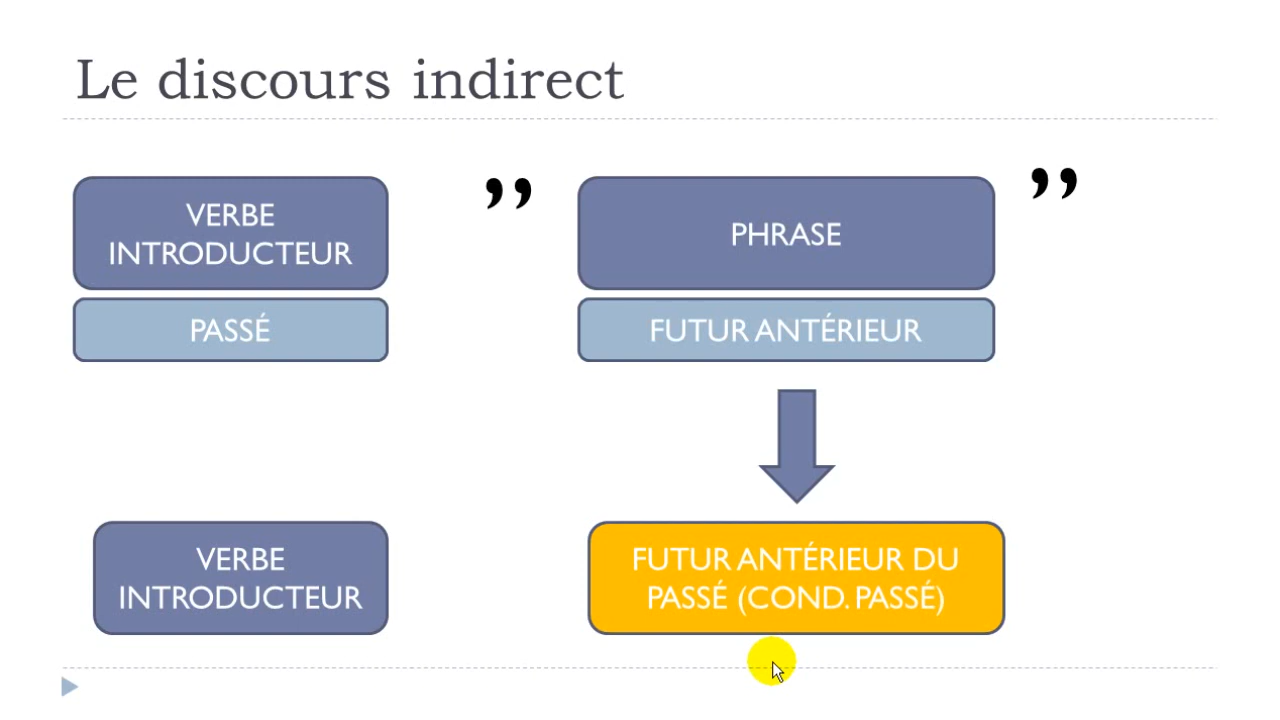 Le discours indirect
VERBE
INTRODUCTEUR
” PHRASE ”
PASSÉ
FUTUR ANTÉRIEUR
VERBE
INTRODUCTEUR
FUTUR ANTÉRIEUR DU
PASSÉ (COND. PASSÉ)